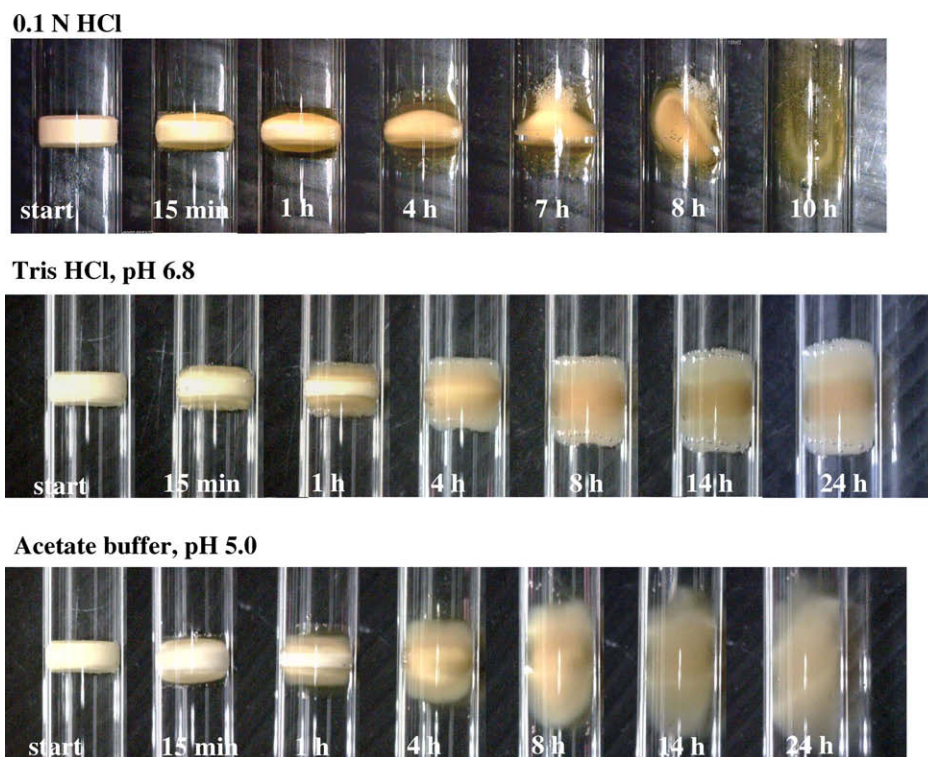 0.1 N HCl
start 15 min 1 h 4 h 7 h 8 h 10 h
Tris HCl, pH 6.8
start 15 min 1 h 4 h 8 h 14 h 24 h
Acetate buffer, pH 5.0
start 15 min 1 h 4 h 8 h 14 h 24 h